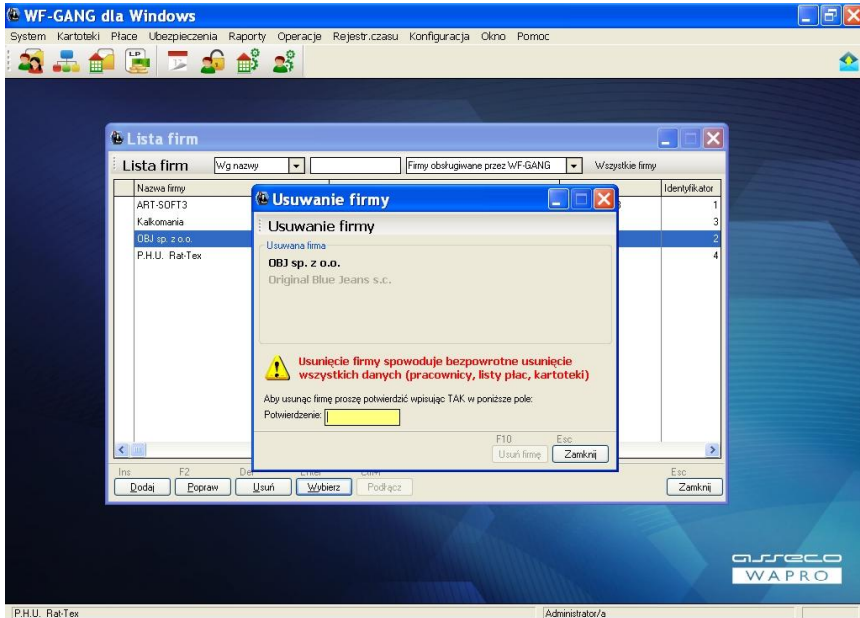 WF-GANG dla Windows
System Kartoteki Płace Ubezpieczenia Raporty Operacje Rejestr.czasu Konfiguracja Okno Pomoc
LP
Lista firm
Lista firm Wg nazwy Firmy obsługiwane przez WF-GANG Wszystkie firmy
Nazwa firmy Identyfikator
ART-SOFT3 1
Kalkomania 3
OBJ sp. z o.o. 2
P.H.U. Rat-Tex 4
Usuwanie firmy
Usuwanie firmy
Usuwana firma
OBJ sp. z o.o.
Original Blue Jeans s.c.
Usunięcie firmy spowoduje bezpowrotne usunięcie
wszystkich danych (pracownicy, listy płac, kartoteki)
Aby usunąc firmę proszę potwierdzić wpisując TAK w poniższe pole:
Potwierdzenie:
F10 Esc
Usuń firmę Zamknij
Ins F2 Esc
Dodaj Popraw Usuń Wybierz Podłącz Zamknij
asseco
WAPRO
P.H.U. Rat-Tex Administrator/a